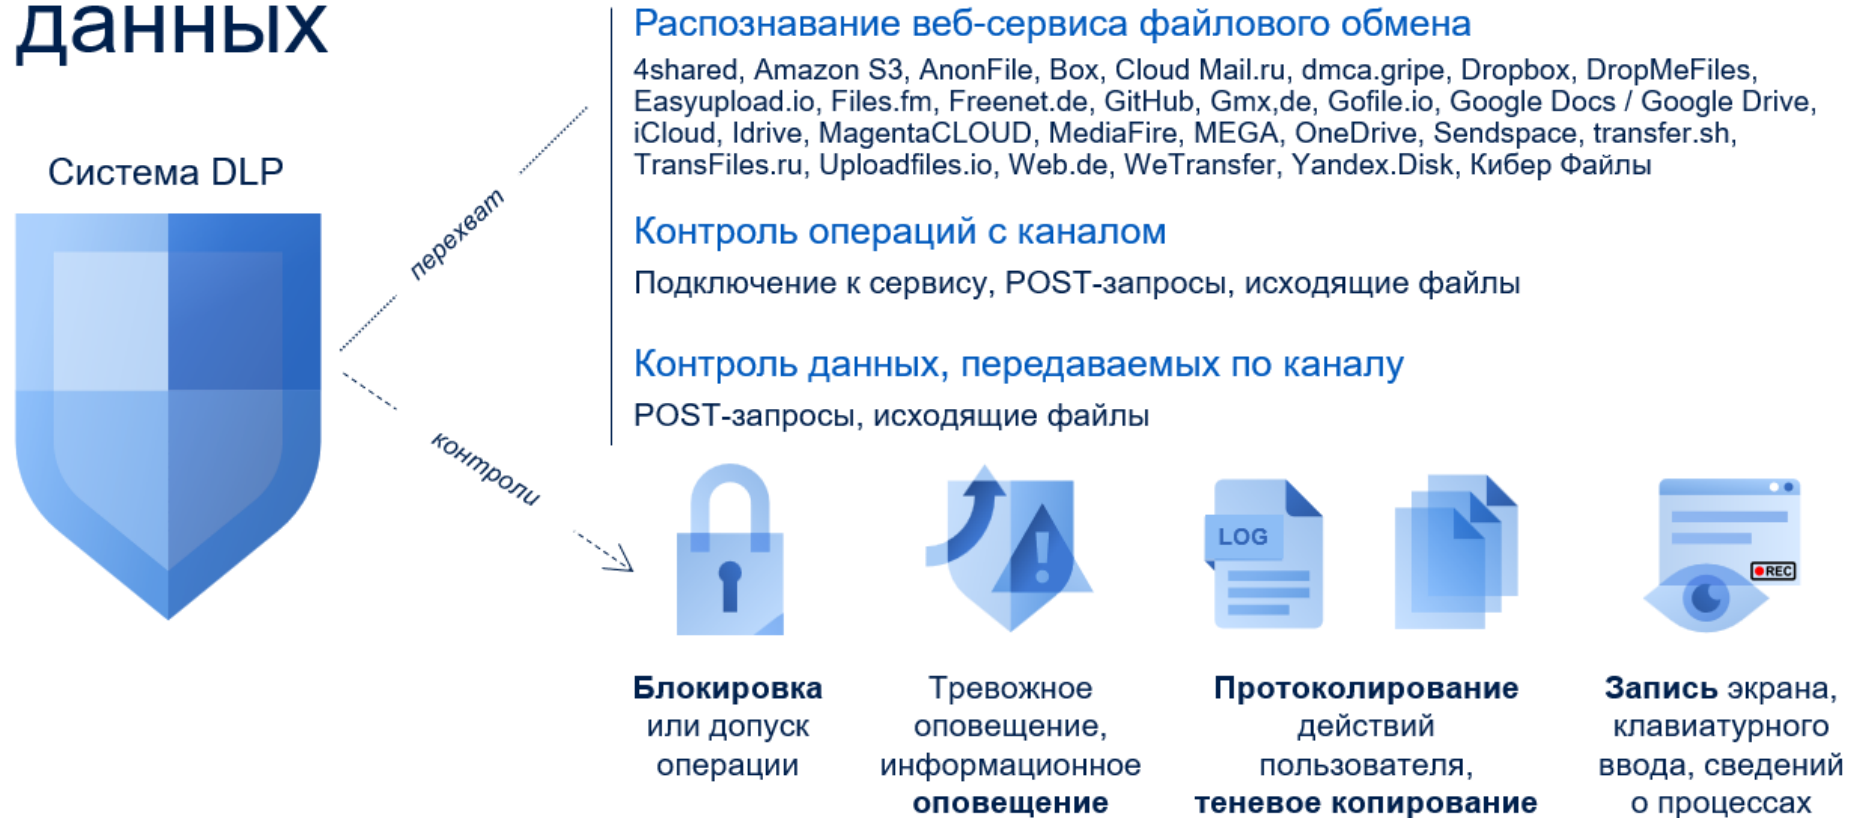 данных
Система DLP
перехват
контроли
Распознавание веб-сервиса файлового обмена
4shared, Amazon S3, AnonFile, Box, Cloud Mail.ru, dmca.gripe, Dropbox, DropMeFiles,
Easyupload.io, Files.fm, Freenet.de, GitHub, Gmx,de, Gofile.io, Google Docs / Google Drive,
iCloud, Idrive, MagentaCLOUD, MediaFire, MEGA, OneDrive, Sendspace, transfer.sh,
TransFiles.ru, Uploadfiles.io, Web.de, WeTransfer, Yandex.Disk, Кибер Файлы
Контроль операций с каналом
Подключение к сервису, POST-запросы, исходящие файлы
Контроль данных, передаваемых по каналу
POST-запросы, исходящие файлы
LOG
REC
Блокировка
или допуск
операции
Тревожное
оповещение,
информационное
оповещение
Протоколирование
действий
пользователя,
теневое копирование
Запись экрана,
клавиатурного
ввода, сведений
о процессах